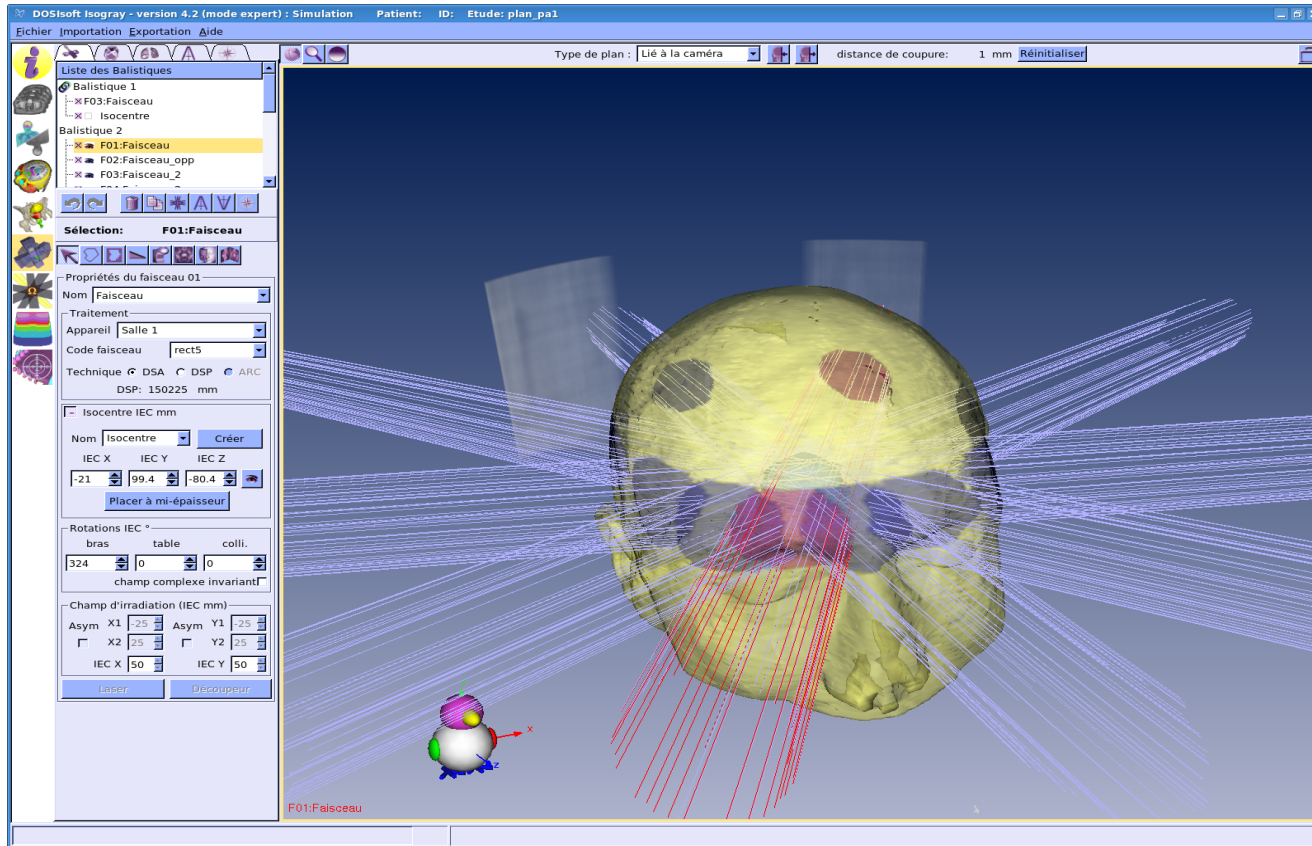 DOSIsoft Isogray - version 4.2 (mode expert) : Simulation Patient: ID: Etude: plan_pa1
Fichier Importation Exportation Aide
Type de plan : Lié à la caméra distance de coupure: 1 mm Réinitialiser
Liste des Balistiques
Balistique 1
F03:Faisceau
Isocentre
Balistique 2
F01:Faisceau
F02:Faisceau_opp
F03:Faisceau_2
Sélection: F01:Faisceau
Propriétés du faisceau 01
Nom Faisceau
Traitement
Appareil Salle 1
Code faisceau rect5
Technique DSA DSP ARC
DSP: 150225 mm
Isocentre IEC mm
Nom Isocentre Créer
IEC X IEC Y IEC Z
-21 99.4 -80.4
Placer à mi-épaisseur
Rotations IEC °
bras table colli.
324 0 0
champ complexe invariant
Champ d'irradiation (IEC mm)
Asym X1 -25 Asym Y1 -25
X2 25 Y2 25
IEC X 50 IEC Y 50
Laser Découpeur
x
z
F01:Faisceau